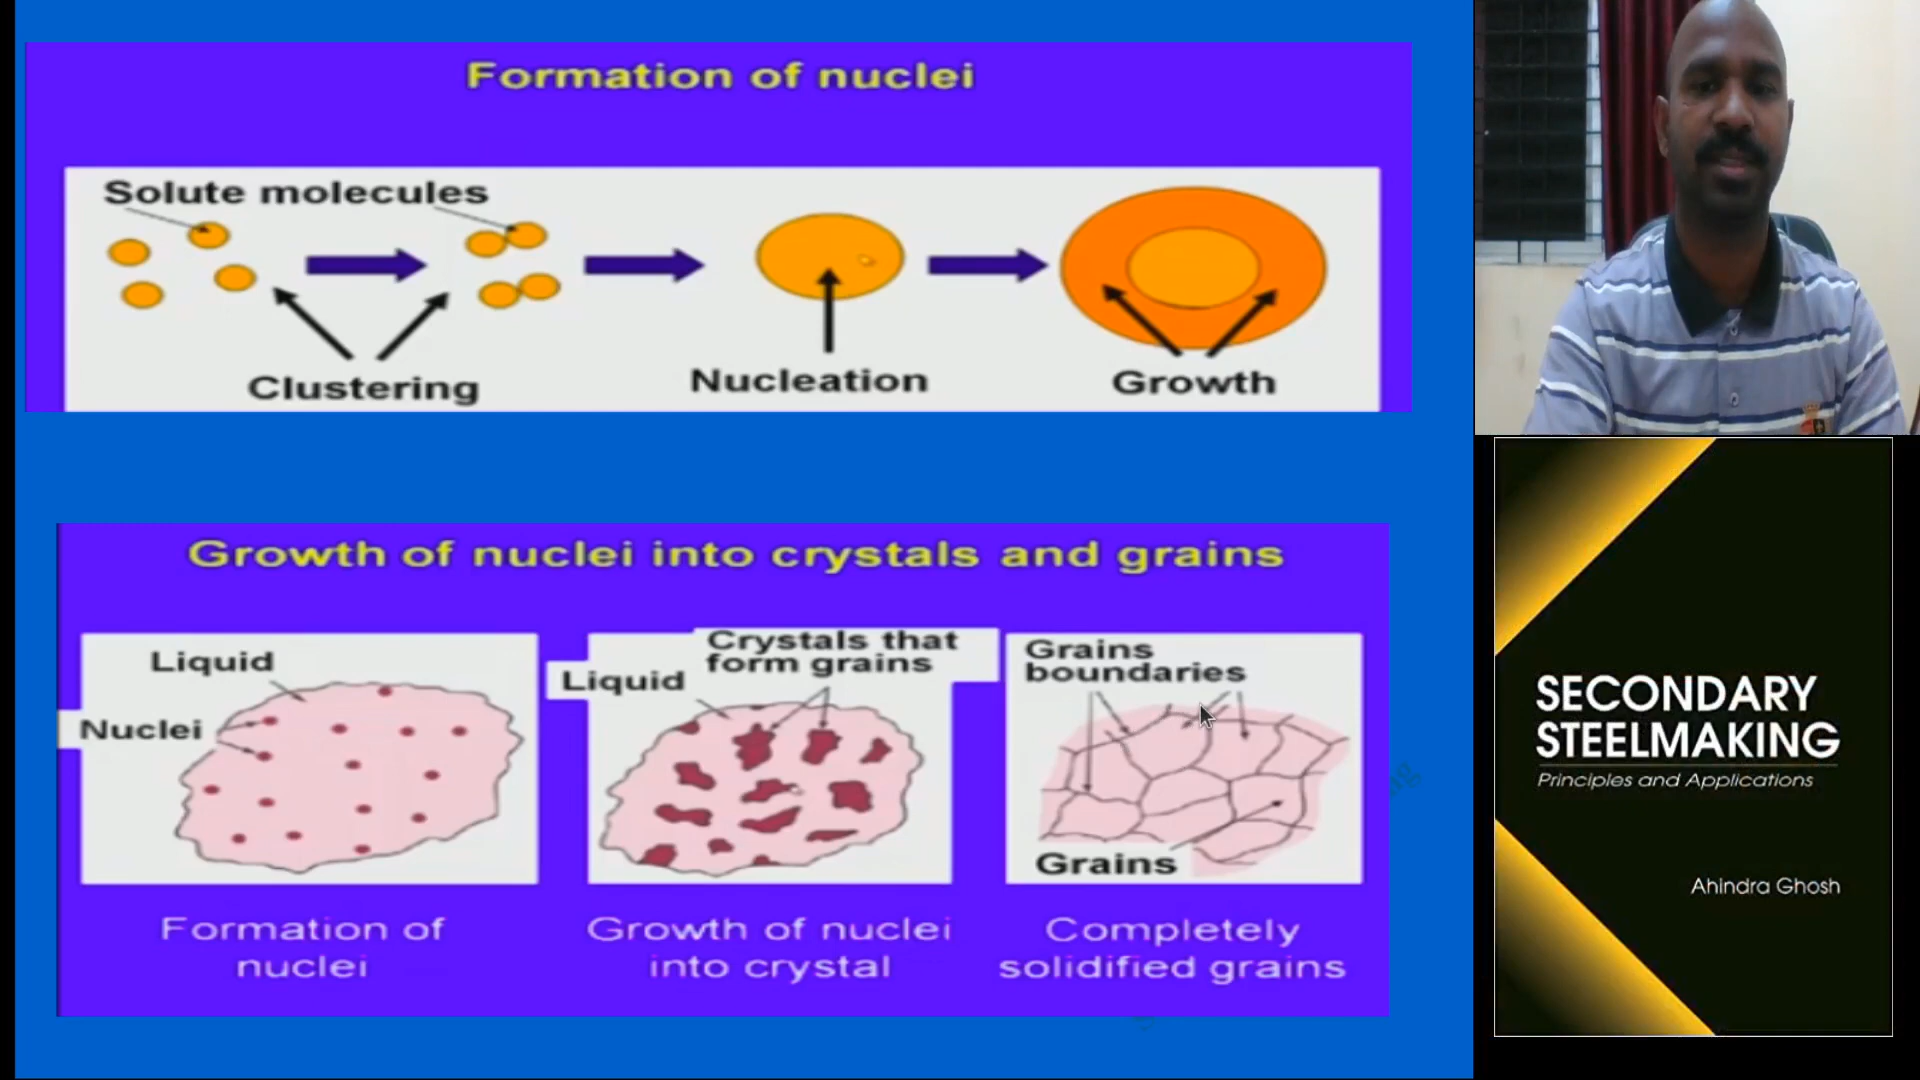 Formation of nuclei
Solute molecules
Clustering
Nucleation
Growth
Growth of nuclei into crystals and grains
Liquid
Nuclei
Formation of
nuclei
Crystals that
form grains
Liquid
Growth of nuclei
into crystal
Grains
boundaries
Grains
Completely
solidified grains
SECONDARY
STEELMAKING
Principles and Applications
Ahindra Ghosh